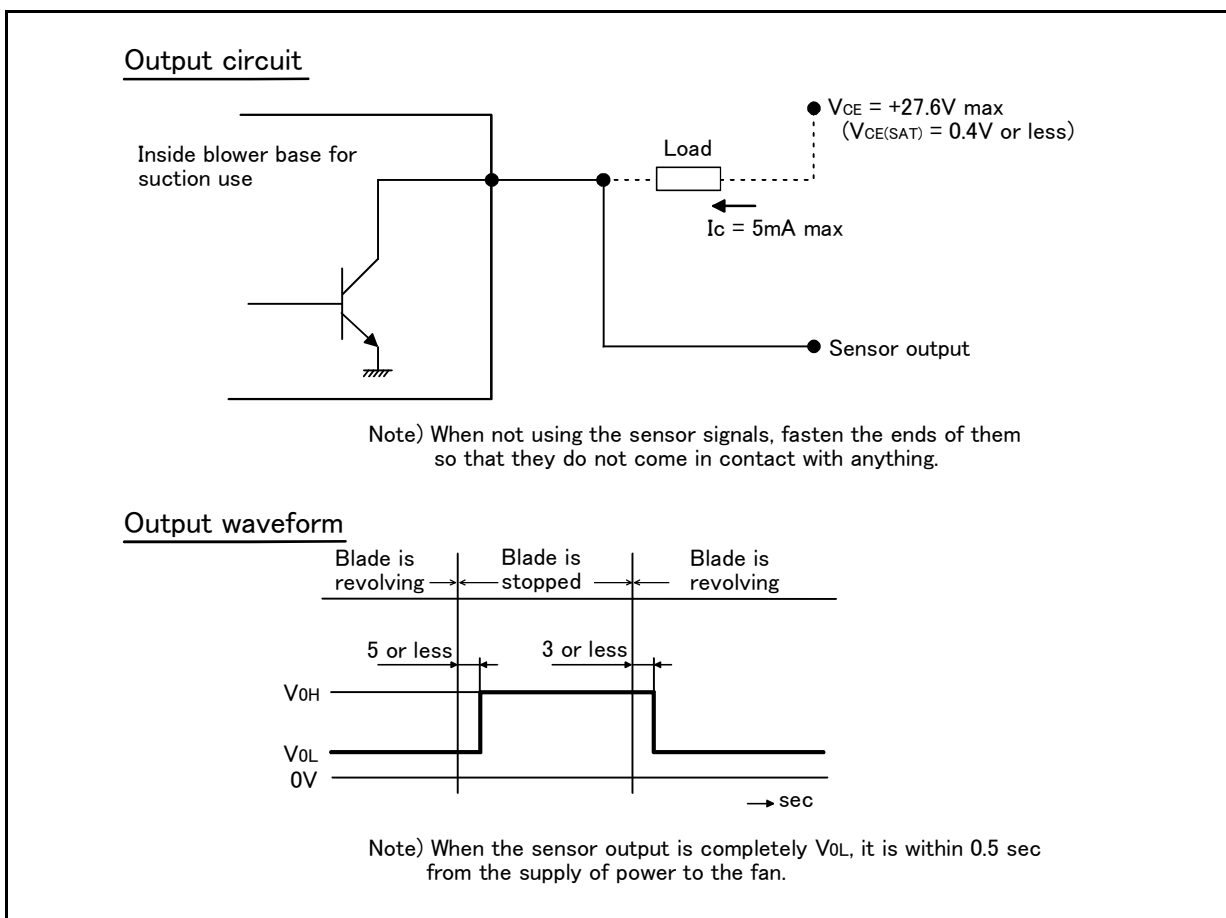 Output circuit
Inside blower base for
suction use
Load
VCE = +27.6V max
(VCE(SAT) = 0.4V or less)
Ic = 5mA max
Sensor output
Note) When not using the sensor signals, fasten the ends of them
so that they do not come in contact with anything.
Output waveform
Blade is
revolving
Blade is
stopped
Blade is
revolving
5 or less
3 or less
V0H
V0L
0V
sec
Note) When the sensor output is completely V0L, it is within 0.5 sec
from the supply of power to the fan.